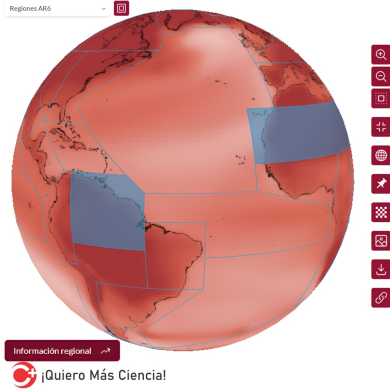 Regiones AR6
Información regional
¡Quiero Más Ciencia!